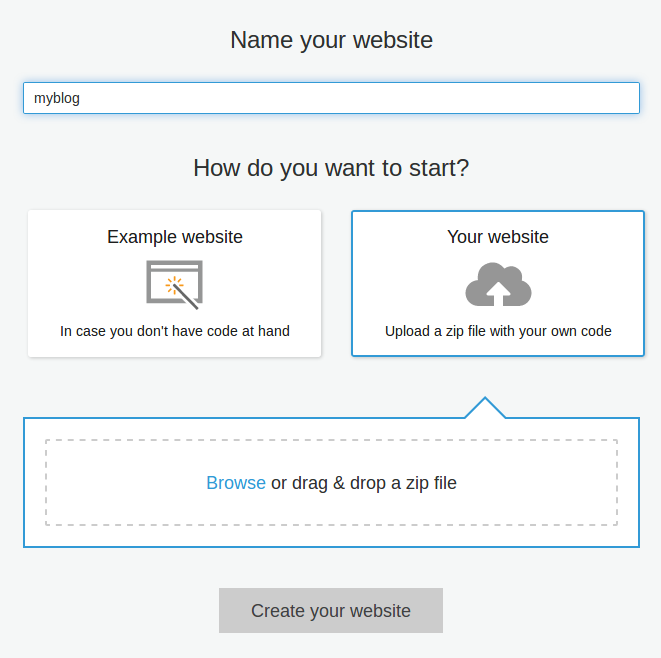 Name your website
myblog
How do you want to start?
Example website
In case you don't have code at hand
Your website
Upload a zip file with your own code
Browse or drag & drop a zip file
Create your website